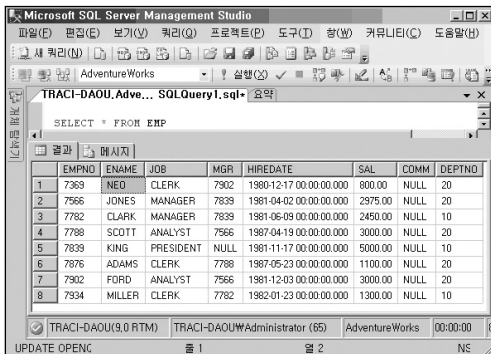 Microsoft SQL Server Management Studio
파일(F) 편집(E) 보기(V) 쿼리(Q) 프로젝트(P) 도구(T) 창(W) 커뮤니티(C) 도움말(H)
새 쿼리(N)
AdventureWorks 실행(X)
TRACI-DAOU.Adve... SQLQuery1.sql* 요약
개체 탐색기
SELECT * FROM EMP
결과 메시지
EMPNO ENAME JOB MGR HIREDATE SAL COMM DEPTNO
1 7369 NEO CLERK 7902 1980-12-17 00:00:00.000 800.00 NULL 20
2 7566 JONES MANAGER 7839 1981-04-02 00:00:00.000 2975.00 NULL 20
3 7782 CLARK MANAGER 7839 1981-06-09 00:00:00.000 2450.00 NULL 10
4 7788 SCOTT ANALYST 7566 1987-04-19 00:00:00.000 3000.00 NULL 20
5 7839 KING PRESIDENT NULL 1981-11-17 00:00:00.000 5000.00 NULL 10
6 7876 ADAMS CLERK 7788 1987-05-23 00:00:00.000 1100.00 NULL 20
7 7902 FORD ANALYST 7566 1981-12-03 00:00:00.000 3000.00 NULL 20
8 7934 MILLER CLERK 7782 1982-01-23 00:00:00.000 1300.00 NULL 10
TRACI-DAOU(9,0 RTM) TRACI-DAOU₩Administrator (65) AdventureWorks 00:00:00
UPDATE OPENC 줄 1 열 2 NS